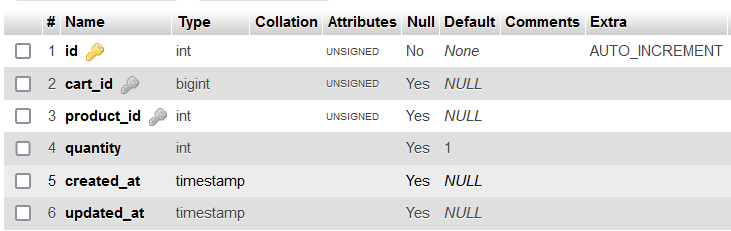 # Name Type Collation Attributes Null Default Comments Extra
1 id int UNSIGNED No None AUTO_INCREMENT
2 cart_id bigint UNSIGNED Yes NULL
3 product_id int UNSIGNED Yes NULL
4 quantity int Yes 1
5 created_at timestamp Yes NULL
6 updated_at timestamp Yes NULL